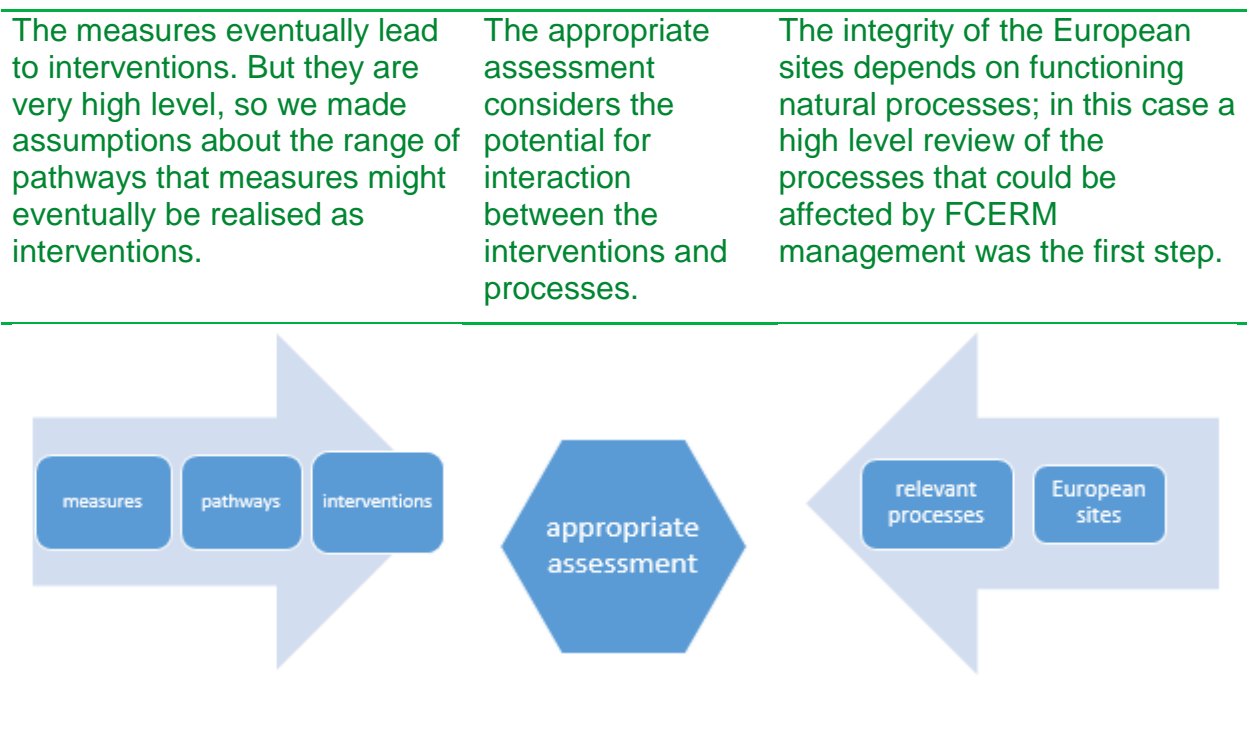 The measures eventually lead
to interventions. But they are
very high level, so we made
assumptions about the range of
pathways that measures might
eventually be realised as
interventions.
The appropriate
assessment
considers the
potential for
interaction
between the
interventions and
processes.
The integrity of the European
sites depends on functioning
natural processes; in this case a
high level review of the
processes that could be
affected by FCERM
management was the first step.
measures
pathways
interventions
appropriate
assessment
relevant
processes
European
sites